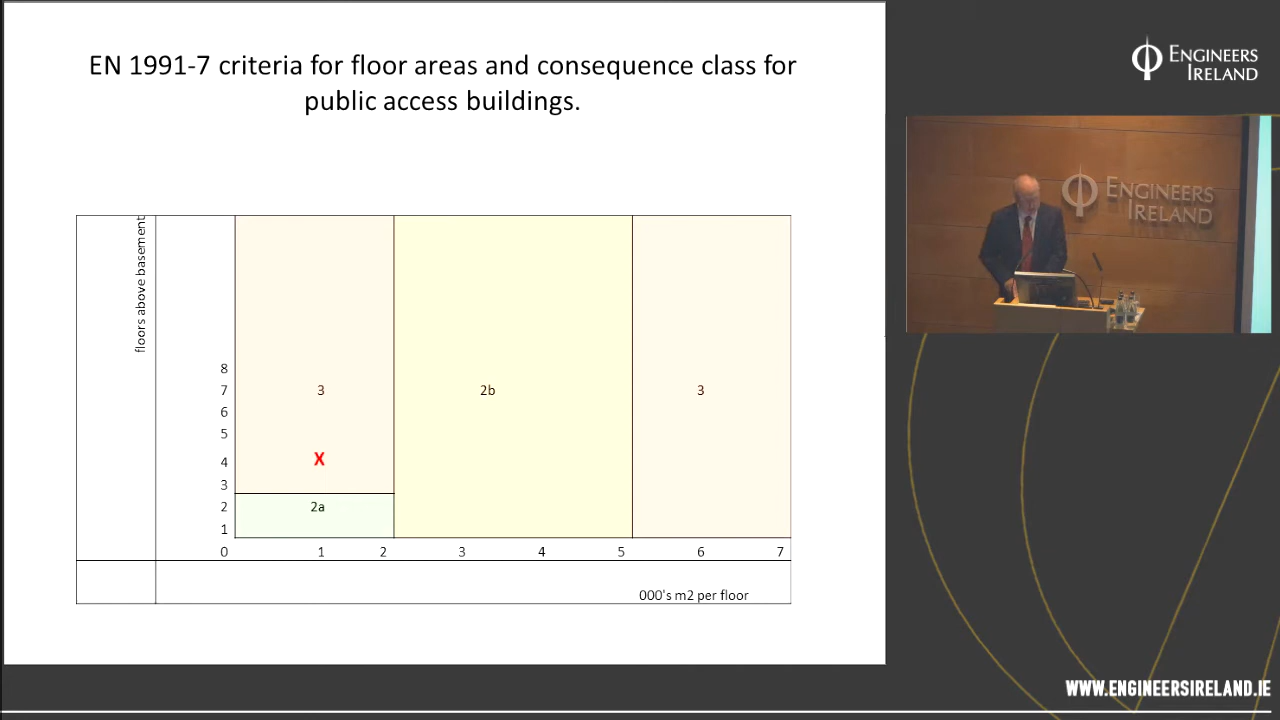 EN 1991-7 criteria for floor areas and consequence class for
public access buildings.
floors above basement
8
7
6
5
4
3
2
1
3
2b
3
X
2a
0 1 2 3 4 5 6 7
000's m2 per floor
ENGINEERS
IRELAND
ENGINEERS
IRELAND
WWW.ENGINEERSIRELAND.IE